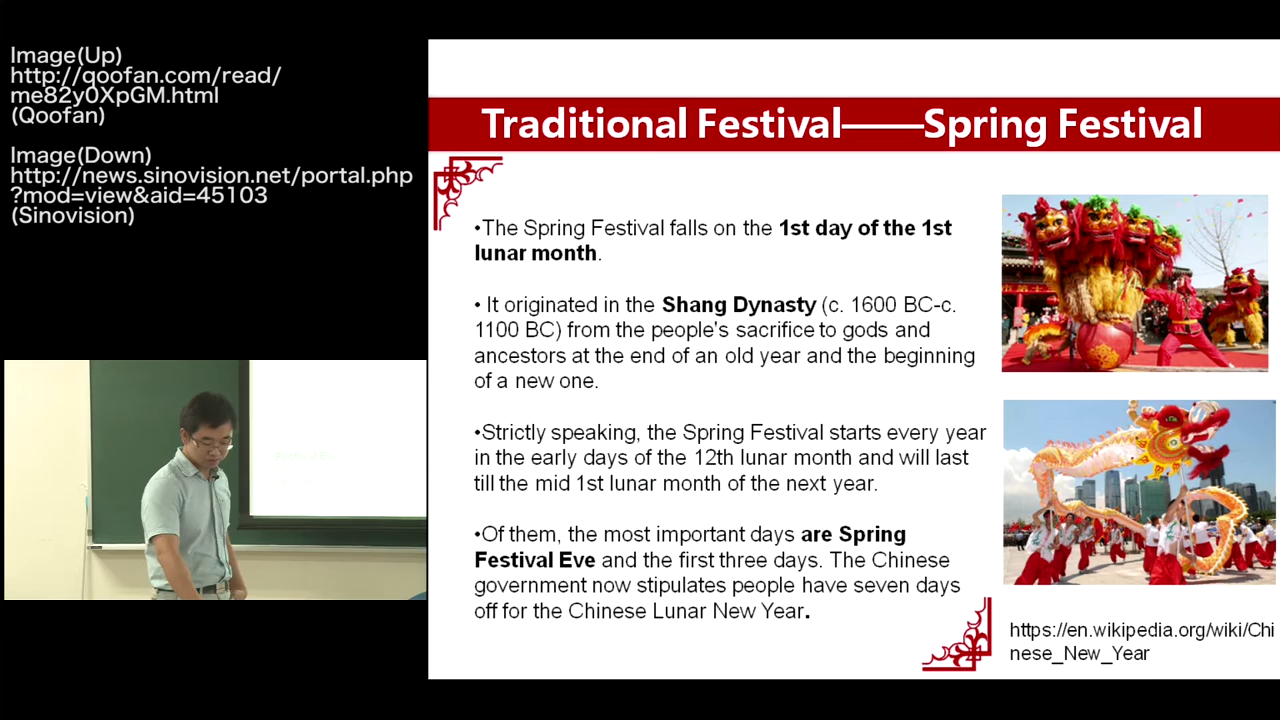 Image(Up)
http://qoofan.com/read/
me82y0XpGM.html
(Qoofan)
Image(Down)
http://news.sinovision.net/portal.php
?mod=view&aid=45103
(Sinovision)
Traditional Festival——Spring Festival
•The Spring Festival falls on the 1st day of the 1st
lunar month.
• It originated in the Shang Dynasty (c. 1600 BC-c.
1100 BC) from the people's sacrifice to gods and
ancestors at the end of an old year and the beginning
of a new one.
•Strictly speaking, the Spring Festival starts every year
in the early days of the 12th lunar month and will last
till the mid 1st lunar month of the next year.
•Of them, the most important days are Spring
Festival Eve and the first three days. The Chinese
government now stipulates people have seven days
off for the Chinese Lunar New Year.
https://en.wikipedia.org/wiki/Chi
nese_New_Year